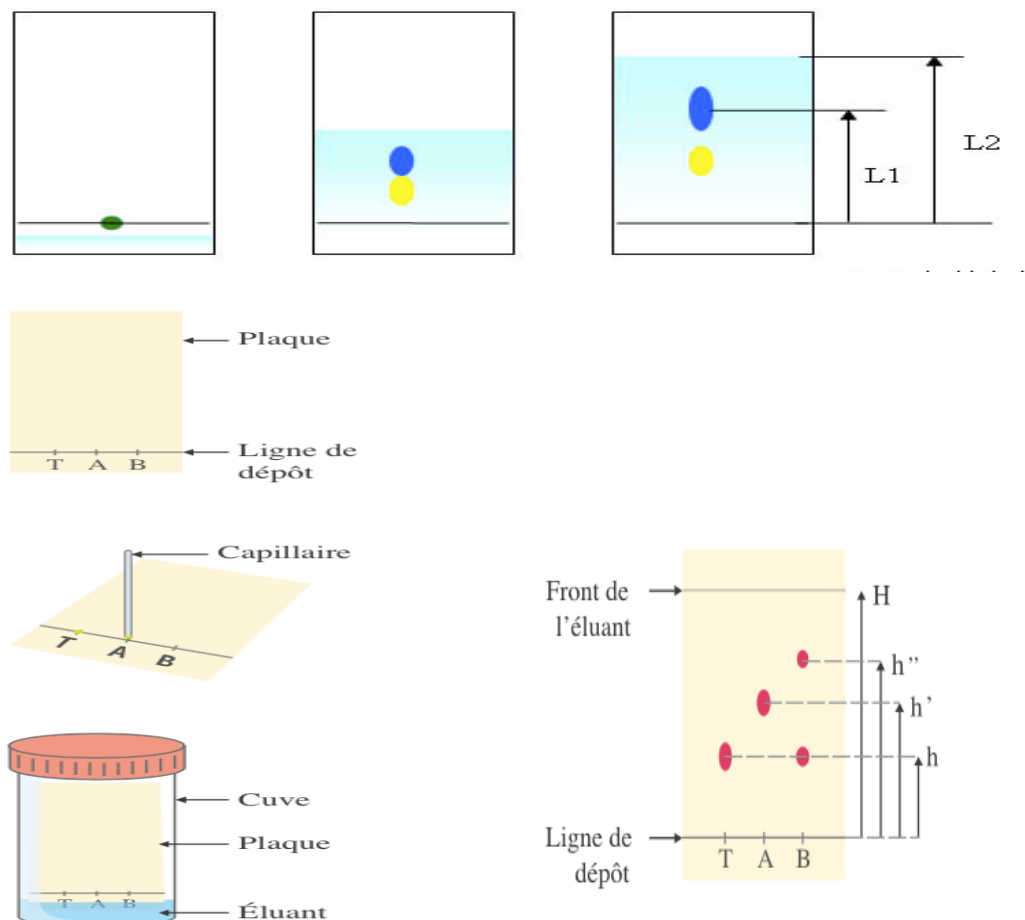 L2
L1
Plaque
Ligne de
dépôt
T A B
Capillaire
T A B
Cuve
Plaque
T A B
Éluant
Front de
l'éluant
H
h''
h'
h
Ligne de
dépôt
T A B